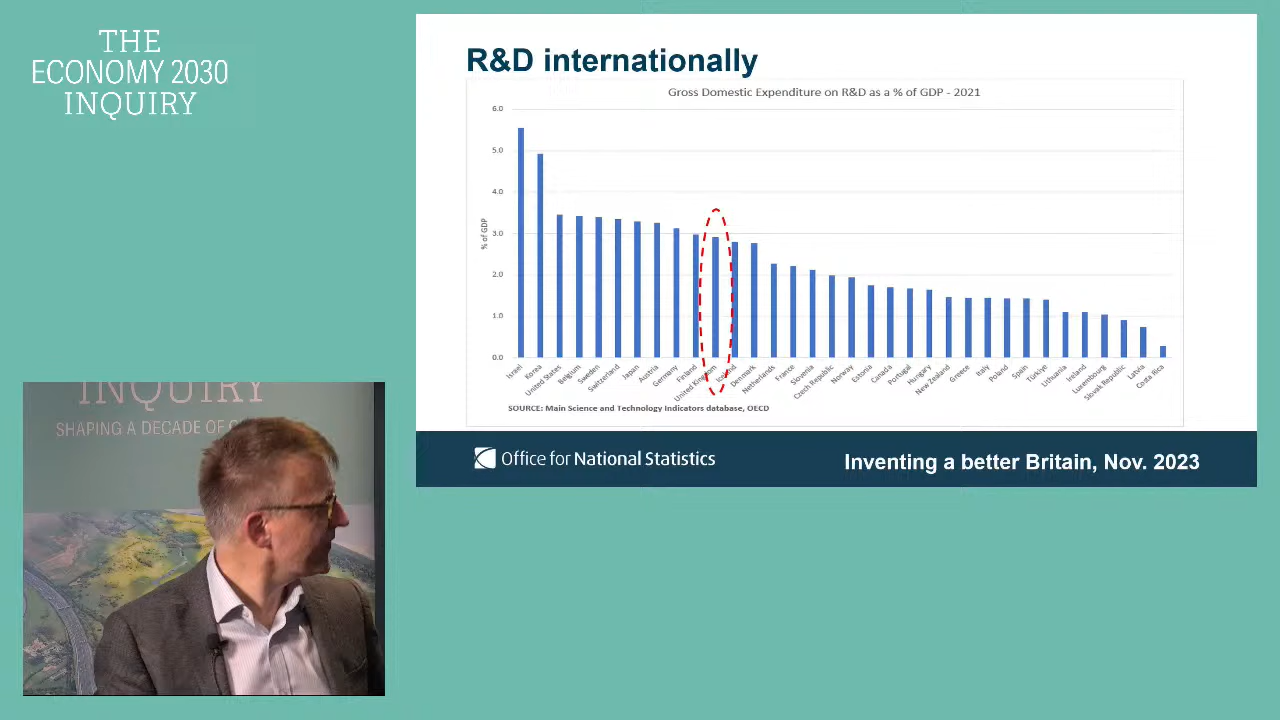 THE
ECONOMY 2030
INQUIRY
R&D internationally
Gross Domestic Expenditure on R&D as a % of GDP - 2021
% of GDP
6.0
5.0
4.0
3.0
2.0
1.0
0.0
Israel
Korea
United States
Belgium
Sweden
Switzerland
Japan
Austria
Germany
Finland
United Kingdom
Iceland
Denmark
Netherlands
France
Slovenia
Czech Republic
Norway
Estonia
Canada
Portugal
Hungary
New Zealand
Greece
Italy
Poland
Spain
Türkiye
Lithuania
Ireland
Luxembourg
Slovak Republic
Latvia
Costa Rica
SOURCE: Main Science and Technology Indicators database, OECD
Office for National Statistics
Inventing a better Britain, Nov. 2023
INQUIRY
SHAPING A DECADE OF